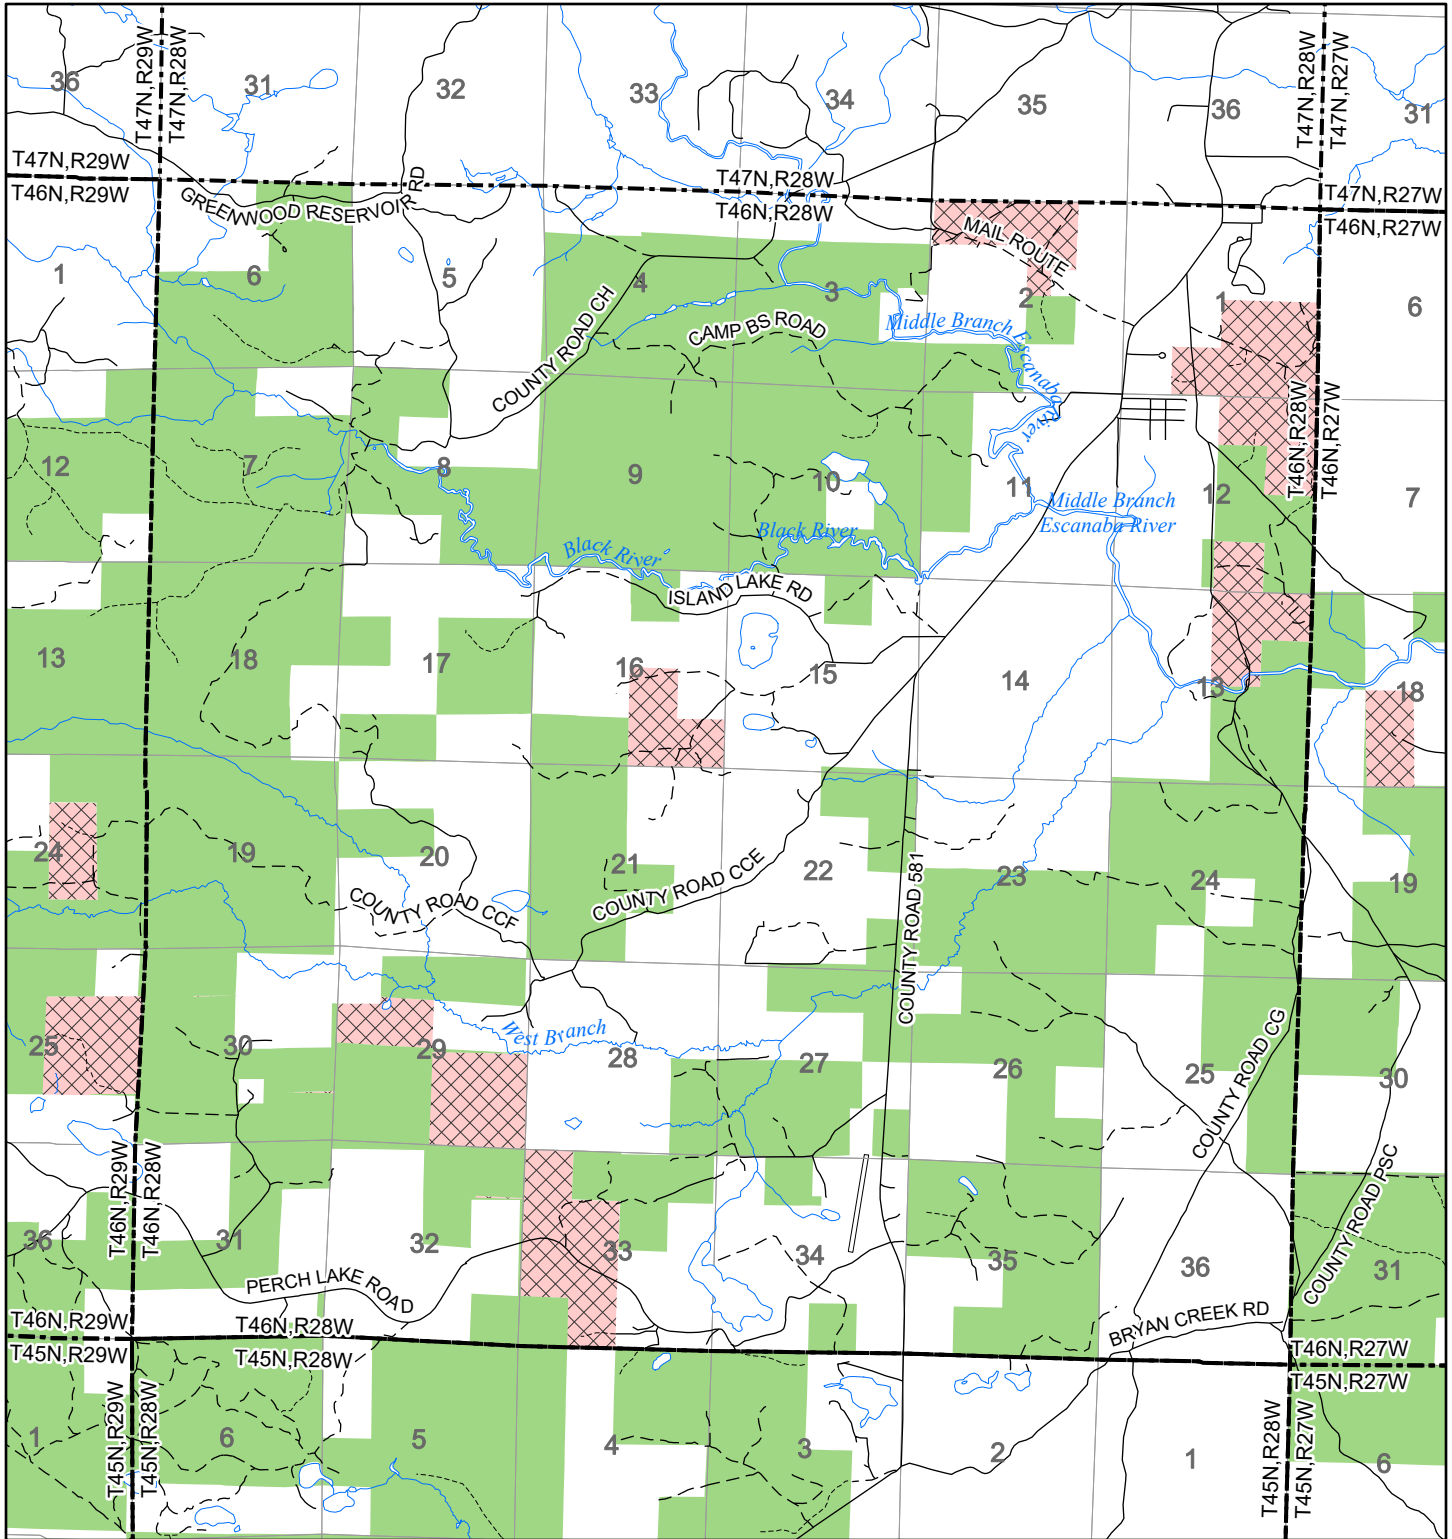 36
31
32
33
34
35
36
31
T47N,R29W
T47N,R28W
T47N,R28W
T47N,R27W
T47N,R29W
T46N,R29W
T47N,R28W
T46N,R28W
T47N,R27W
T46N,R27W
GREENWOOD RESERVOIR RD
MAIL ROUTE
1
6
5
4
3
2
1
6
COUNTY ROAD CH
CAMP BS ROAD
Middle Branch Escanaba River
T46N,R28W
T46N,R27W
12
7
8
9
10
11
12
7
Middle Branch
Escanaba River
Black River
Black River
ISLAND LAKE RD
13
18
17
16
15
14
13
18
24
19
20
21
22
23
24
19
COUNTY ROAD CCF
COUNTY ROAD CCE
COUNTY ROAD 581
25
30
29
28
27
26
25
30
West Branch
COUNTY ROAD CG
T46N,R29W
T46N,R28W
COUNTY ROAD PSC
36
31
32
33
34
35
36
31
PERCH LAKE ROAD
BRYAN CREEK RD
T46N,R29W
T45N,R29W
T46N,R28W
T45N,R28W
T46N,R27W
T45N,R27W
T45N,R29W
T45N,R28W
T45N,R28W
T45N,R27W
1
6
5
4
3
2
1
6